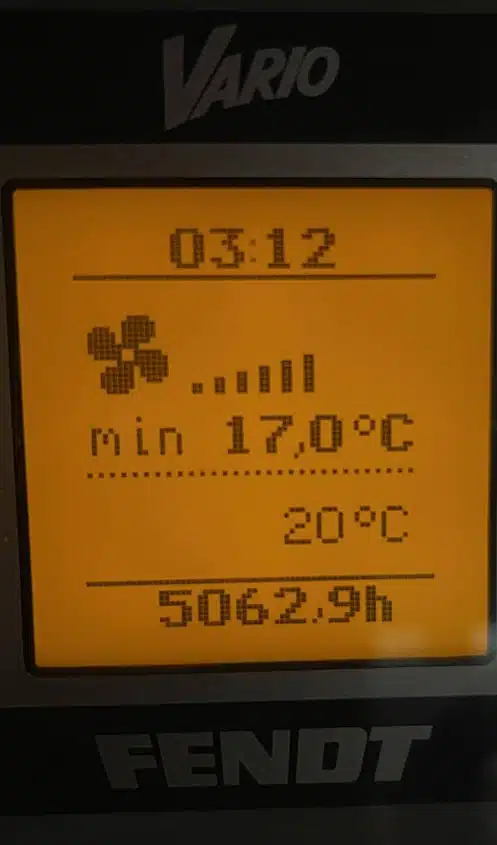 VARIO
03:12
min 17,0°C
20°C
5062.9h
FENDT